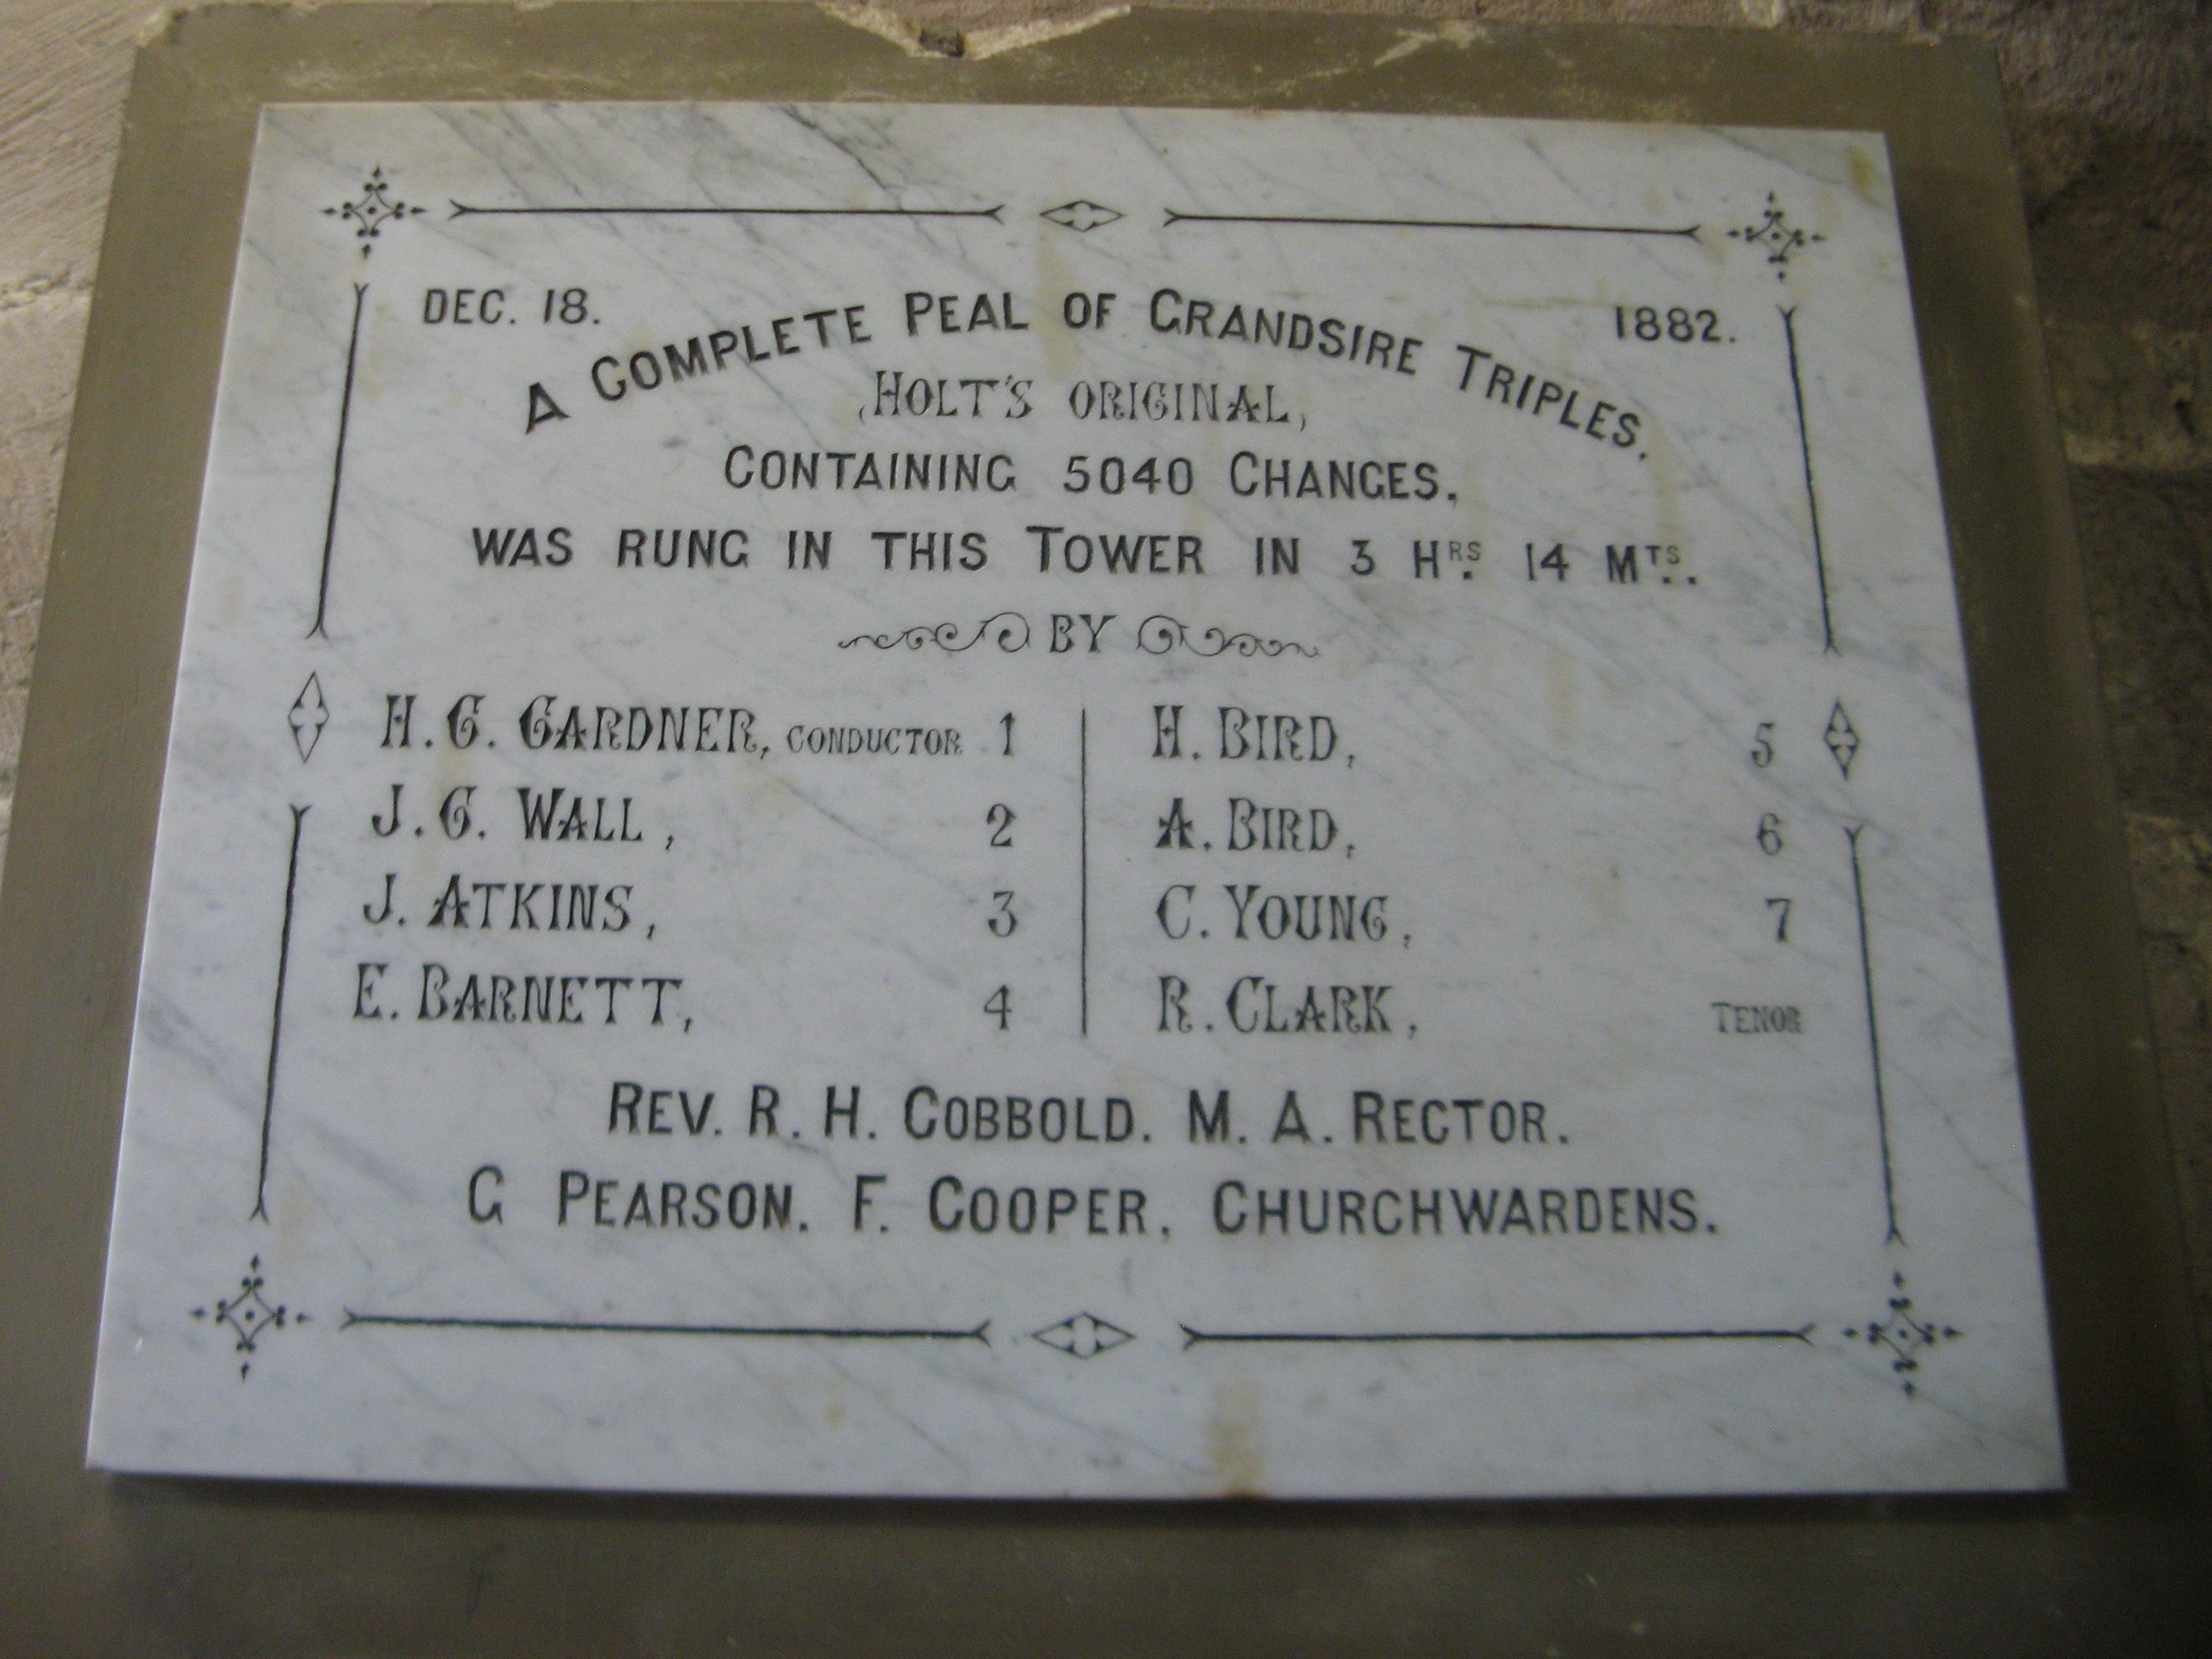 DEC. 18. 1882.
A COMPLETE PEAL OF GRANDSIRE TRIPLES.
(HOLT'S ORIGINAL)
CONTAINING 5040 CHANGES.
WAS RUNG IN THIS TOWER IN 3 HRS. 14 MTS.
BY
H. G. GARDNER, CONDUCTOR 1
J. G. WALL, 2
J. ATKINS, 3
E. BARNETT, 4
H. BIRD, 5
A. BIRD, 6
C. YOUNG, 7
R. CLARK, TENOR
REV. R. H. COBBOLD. M. A. RECTOR.
G PEARSON. F. COOPER. CHURCHWARDENS.